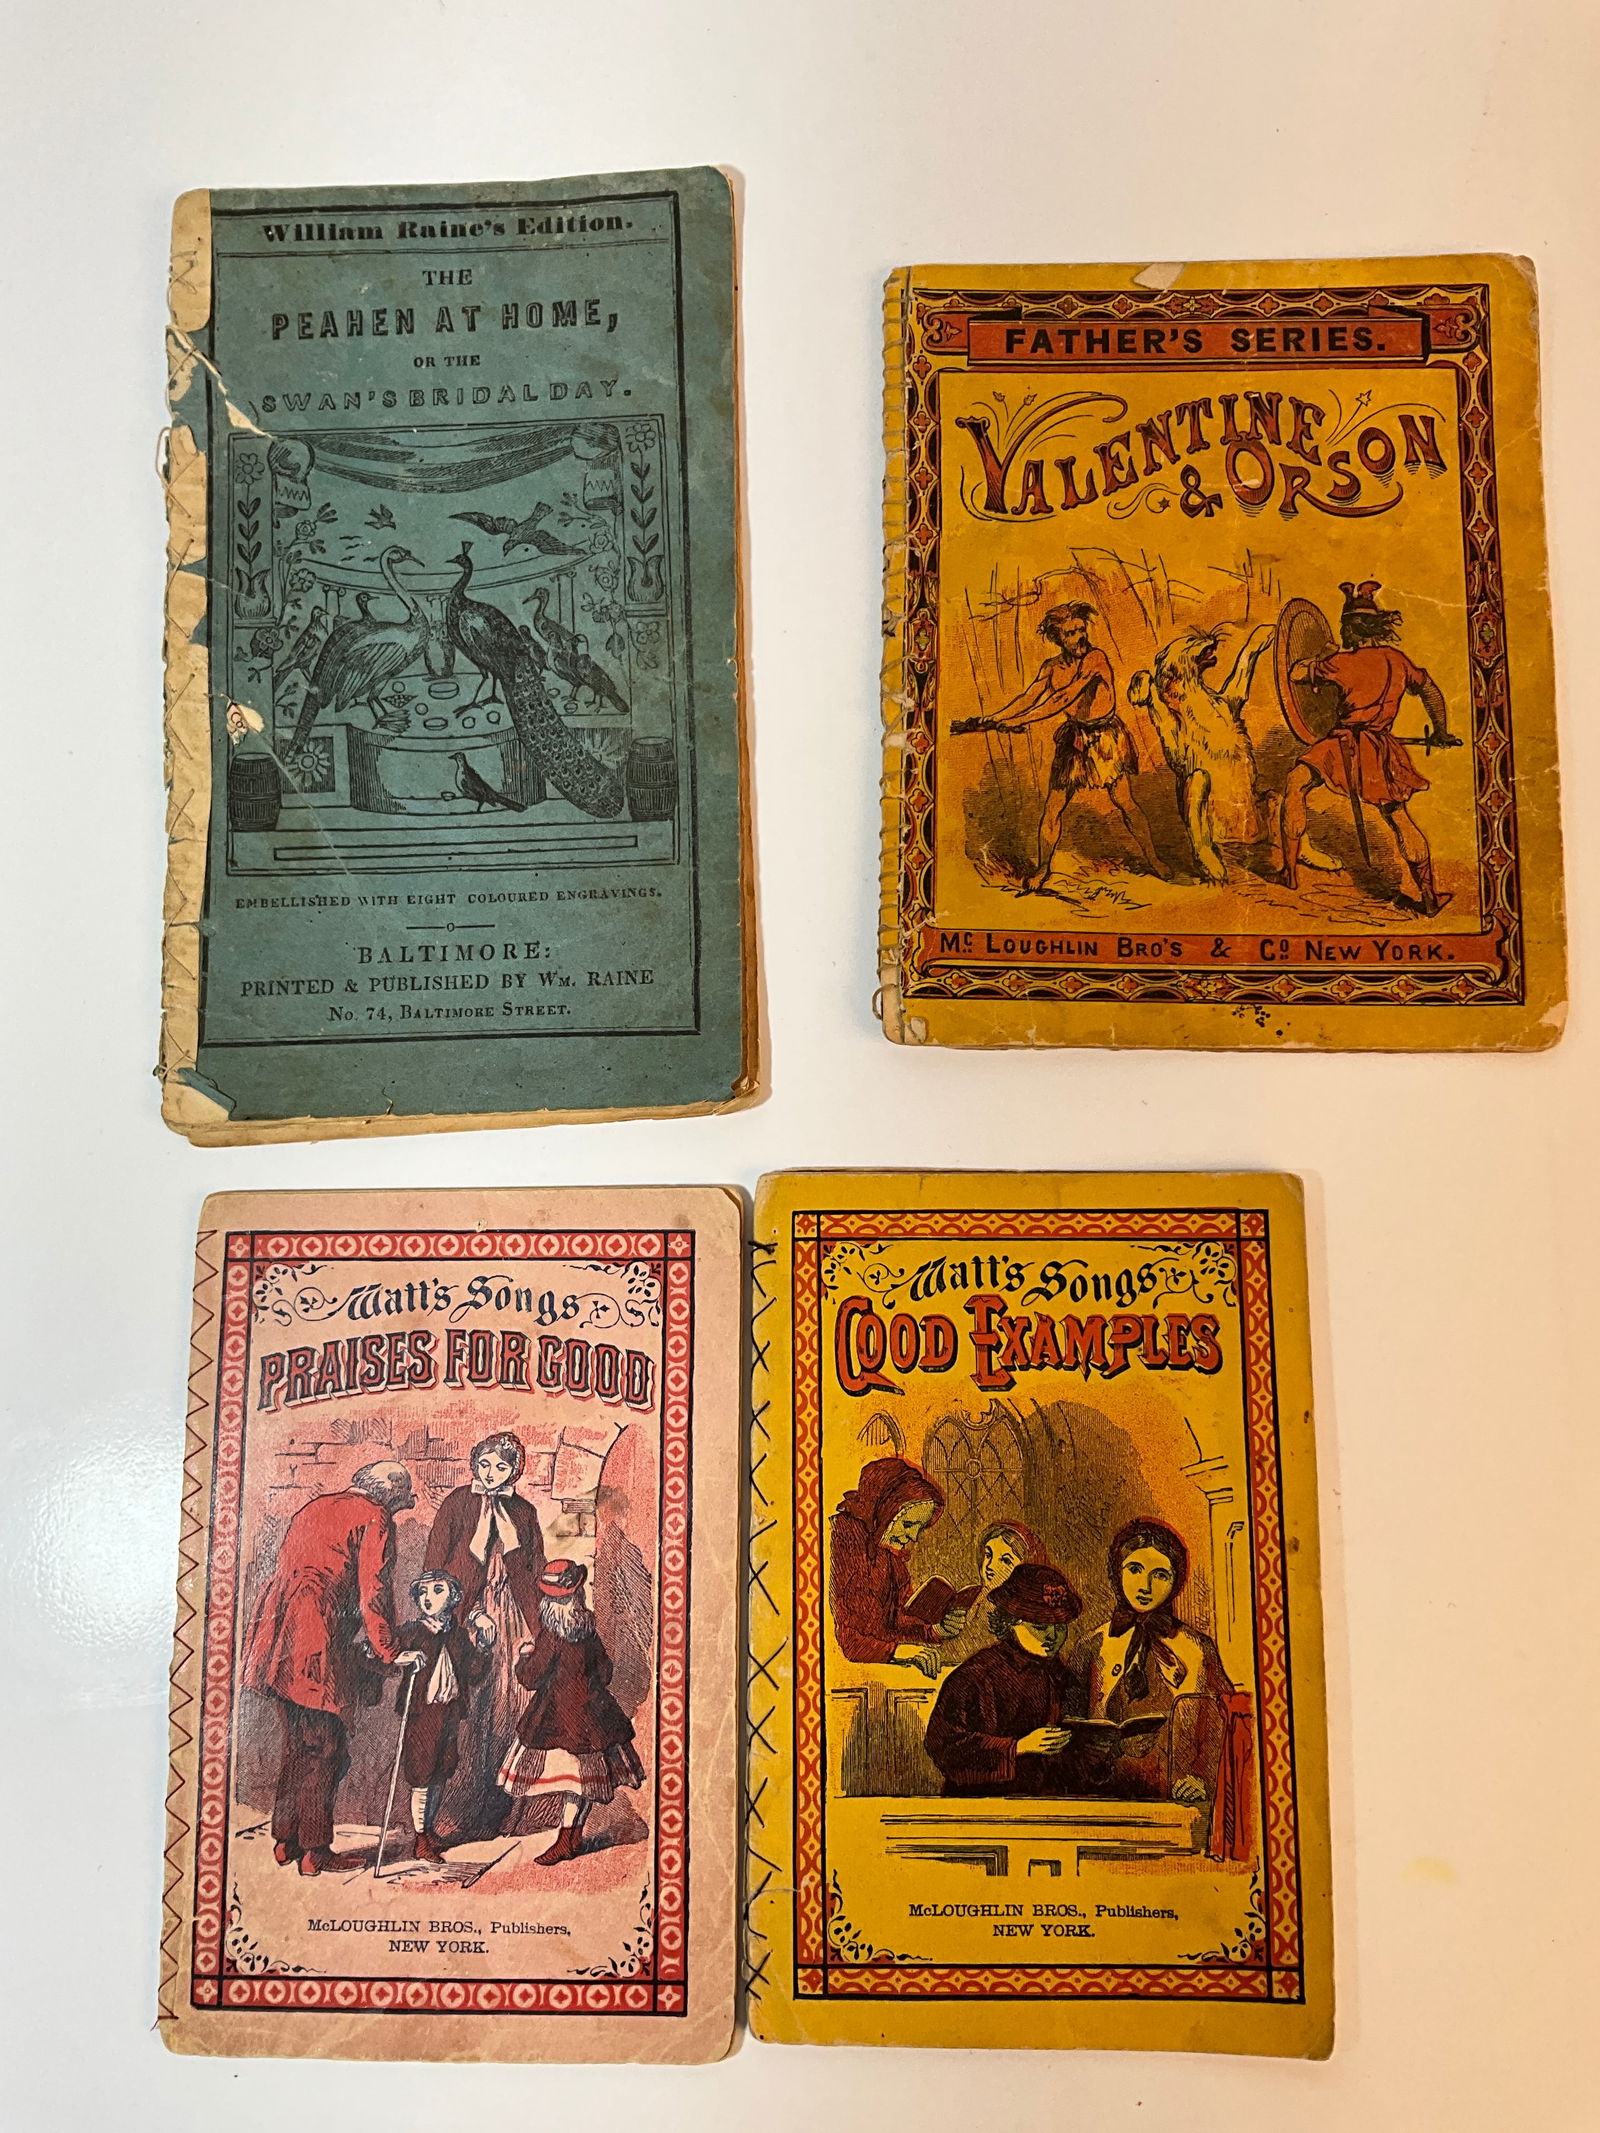 William Raine's Edition.
THE
PEAHEN AT HOME,
OR THE
SWAN'S BRIDAL DAY.
EMBELLISHED WITH EIGHT COLOURED ENGRAVINGS.
BALTIMORE:
PRINTED & PUBLISHED BY WM. RAINE
No. 74, BALTIMORE STREET.
FATHER'S SERIES.
VALENTINE
& ORSON
Mc LOUGHLIN BRO'S & Co NEW YORK.
Watt's Songs
PRAISES FOR GOOD
McLOUGHLIN BROS., Publishers,
NEW YORK.
Watt's Songs
GOOD EXAMPLES
McLOUGHLIN BROS., Publishers,
NEW YORK.